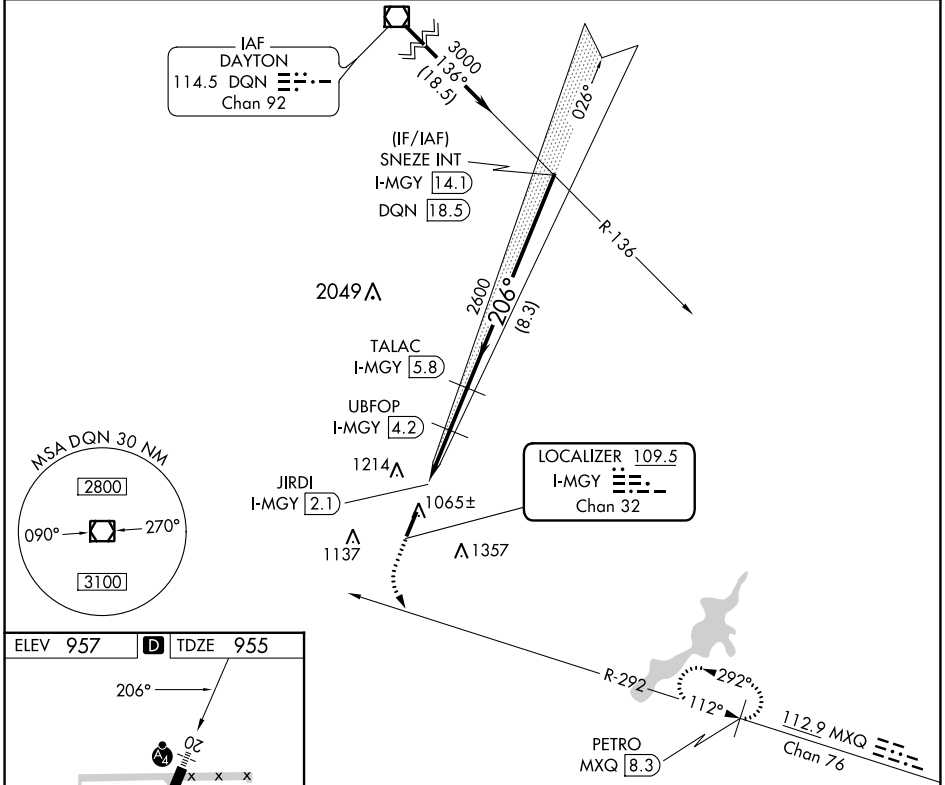 IAF
DAYTON
114.5 DQN
Chan 92
3000
136°
(18.5)
026°
(IF/IAF)
SNEZE INT
I-MGY 14.1
DQN 18.5
R-136
2049
2600
206°
(8.3)
TALAC
I-MGY 5.8
UBFOP
I-MGY 4.2
MSA DQN 30 NM
2800
090°
270°
3100
1214
JIRDI
I-MGY 2.1
1065±
1137
1357
LOCALIZER 109.5
I-MGY
Chan 32
R-292
292°
112°
PETRO
MXQ 8.3
112.9 MXQ
Chan 76
ELEV 957 D TDZE 955
206°
20
A4
X X X